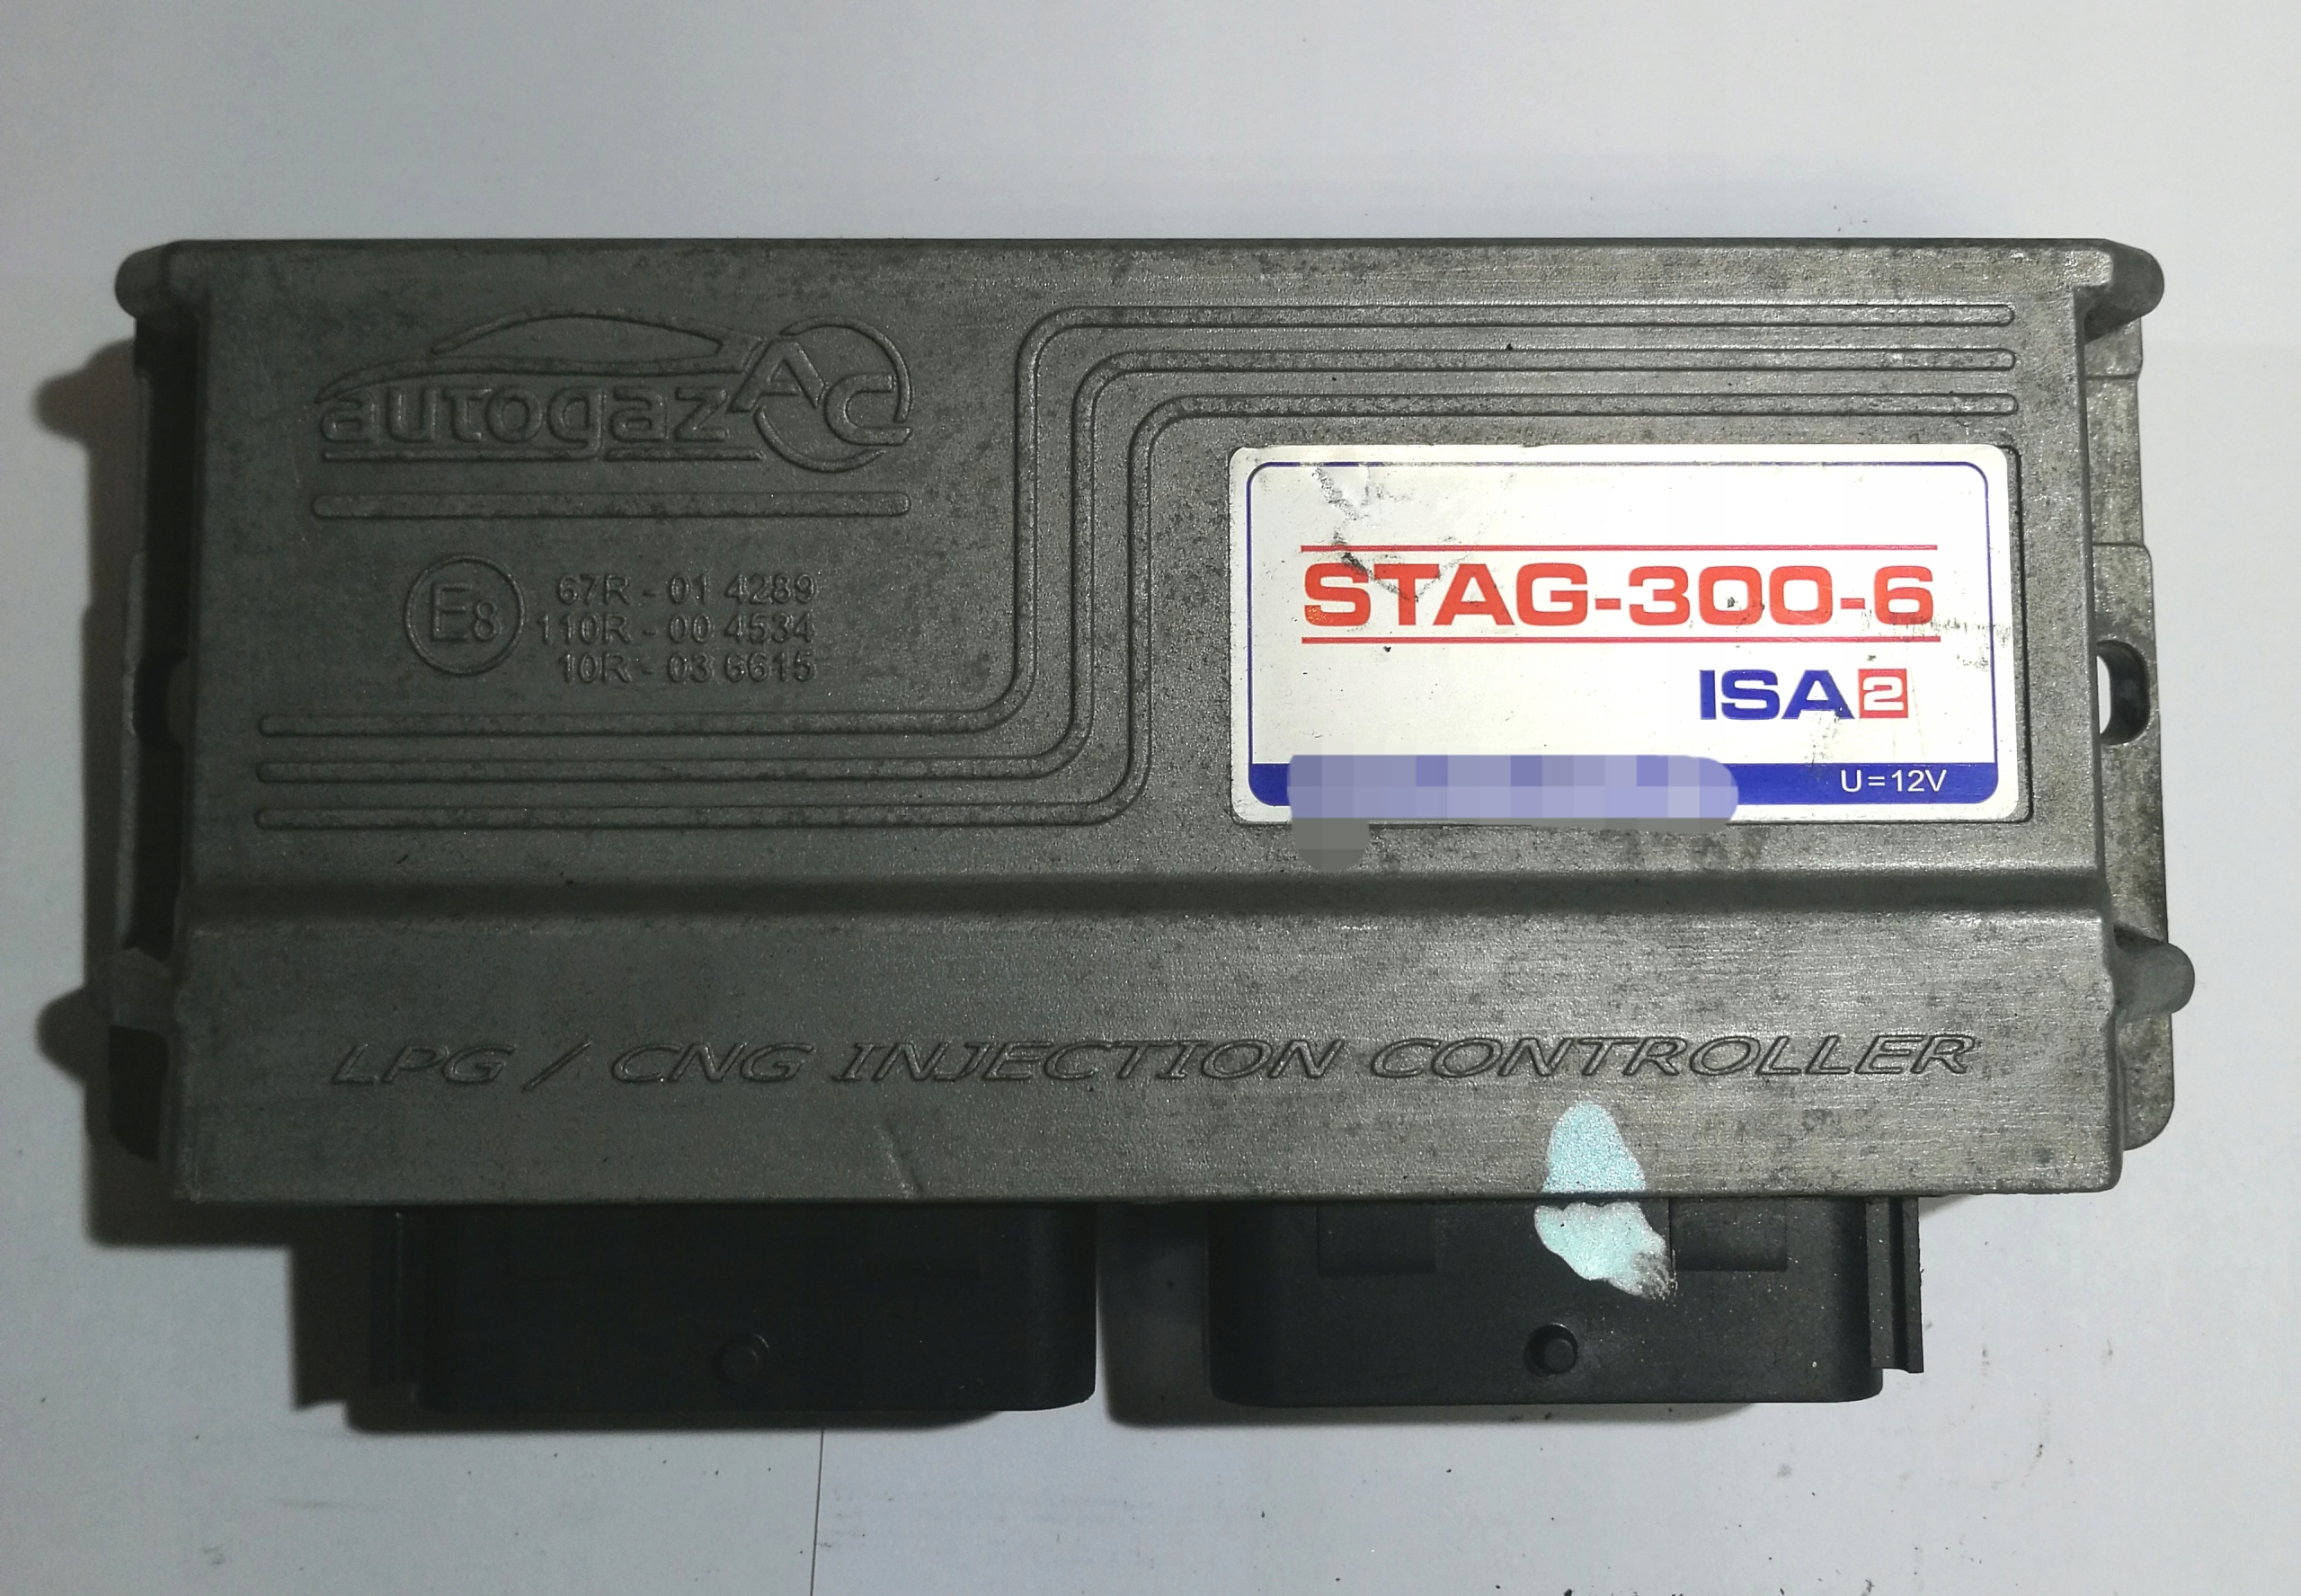 autogaz AC
E8
67R - 01 4289
110R - 00 4534
10R - 03 6615
STAG-300-6
ISA2
U=12V
LPG / CNG INJECTION CONTROLLER